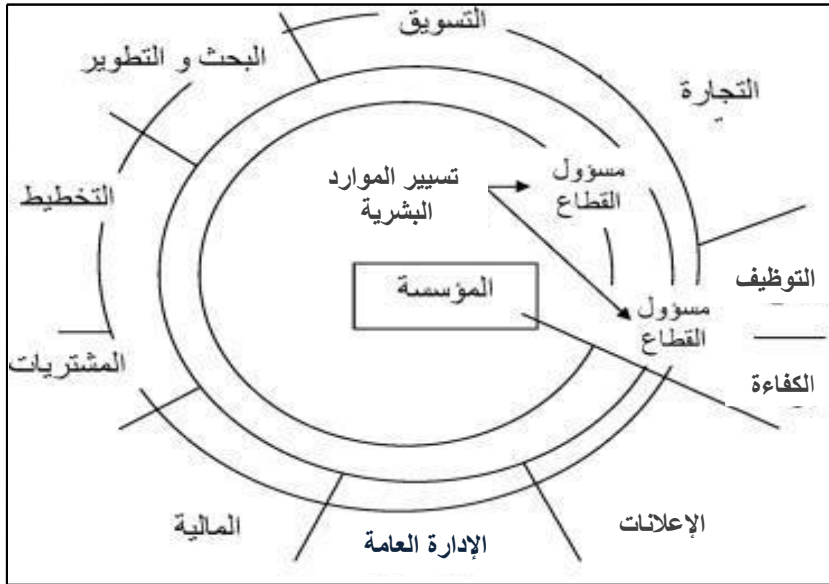 التسويق
البحث و التطوير
التجارة
التخطيط
تسيير الموارد
البشرية
مسؤول
القطاع
المؤسسة
التوظيف
مسؤول
القطاع
المشتريات
الكفاءة
المالية
الإدارة العامة
الإعلانات